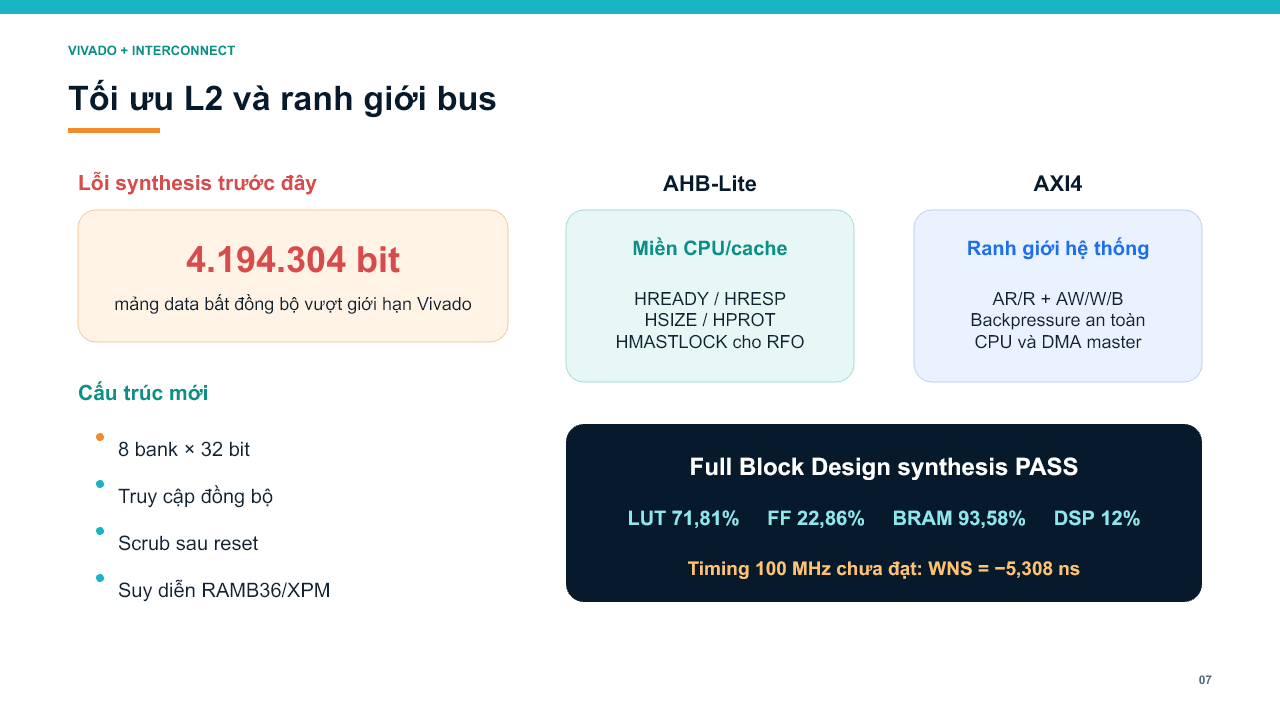 VIVADO + INTERCONNECT
Tối ưu L2 và ranh giới bus
Lỗi synthesis trước đây
4.194.304 bit
mảng data bất đồng bộ vượt giới hạn Vivado
Cấu trúc mới
8 bank × 32 bit
Truy cập đồng bộ
Scrub sau reset
Suy diễn RAMB36/XPM
AHB-Lite
Miền CPU/cache
HREADY / HRESP
HSIZE / HPROT
HMASTLOCK cho RFO
AXI4
Ranh giới hệ thống
AR/R + AW/W/B
Backpressure an toàn
CPU và DMA master
Full Block Design synthesis PASS
LUT 71,81% FF 22,86% BRAM 93,58% DSP 12%
Timing 100 MHz chưa đạt: WNS = −5,308 ns
07